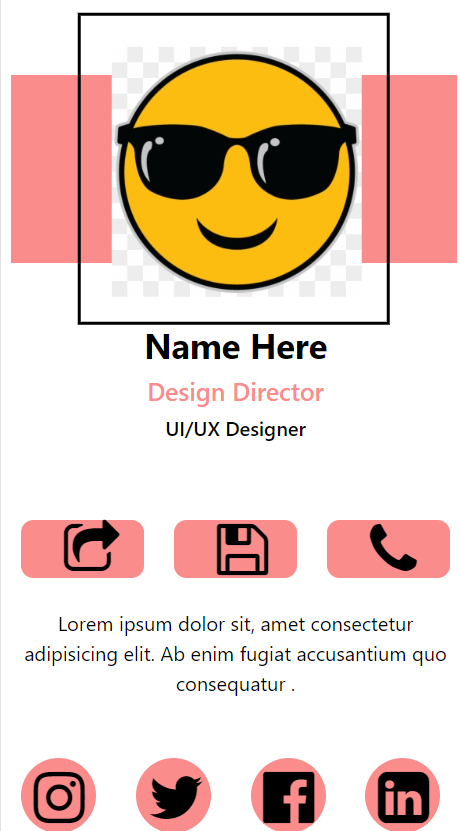 Name Here
Design Director
UI/UX Designer
Lorem ipsum dolor sit, amet consectetur
adipisicing elit. Ab enim fugiat accusantium quo
consequatur .